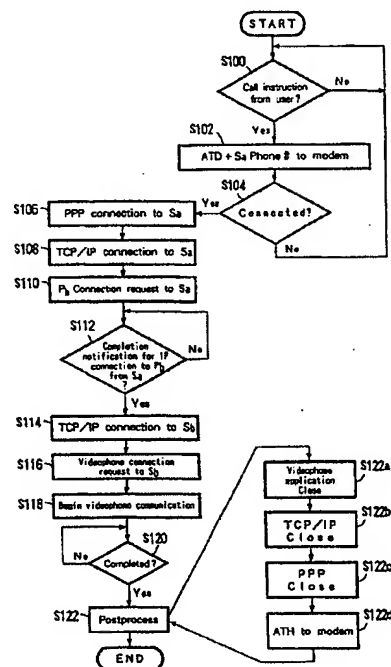 START
S100
Call instruction
from user?
No
Yes
S102
ATD + Sa Phone # to modem
S104
Connected?
Yes
No
S106
PPP connection to Sa
S108
TCP/IP connection to Sa
S110
Pb Connection request to Sa
S112
Completion
notification for IP
connection to Pb
from Sa
?
No
Yes
S114
TCP/IP connection to Sb
S116
Videophone connection
request to Sb
S118
Begin videophone communication
S120
Completed?
No
Yes
S122
Postprocess
END
S122a
Videophone
application
Close
S122b
TCP/IP
Close
S122c
PPP
Close
S122d
ATH to modem